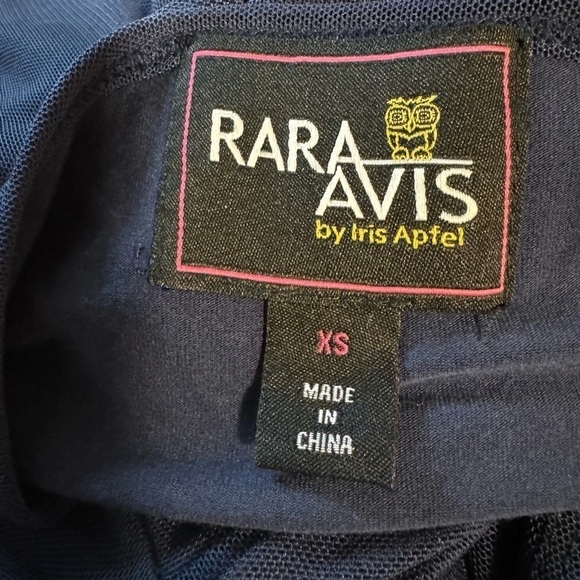 RARA
AVIS
by Iris Apfel
XS
MADE
IN
CHINA